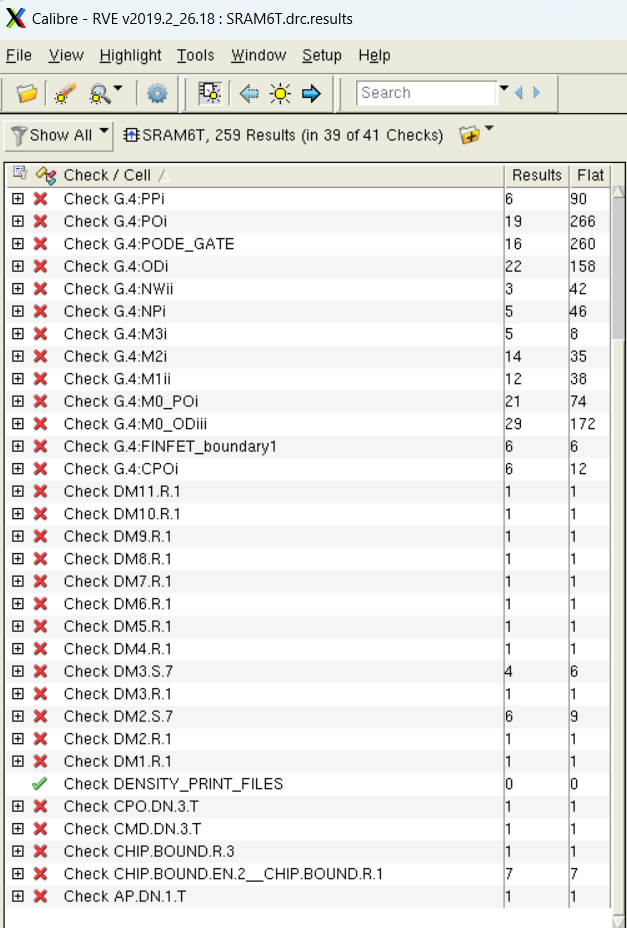 Calibre - RVE v2019.2_26.18 : SRAM6T.drc.results
File View Highlight Tools Window Setup Help
Search
Show All SRAM6T, 259 Results (in 39 of 41 Checks)
Check / Cell Results Flat
Check G.4:PPi 6 90
Check G.4:POi 19 266
Check G.4:PODE_GATE 16 260
Check G.4:ODi 22 158
Check G.4:NWii 3 42
Check G.4:NPi 5 46
Check G.4:M3i 5 8
Check G.4:M2i 14 35
Check G.4:M1ii 12 38
Check G.4:M0_POi 21 74
Check G.4:M0_ODiii 29 172
Check G.4:FINFET_boundary1 6 6
Check G.4:CPOi 6 12
Check DM11.R.1 1 1
Check DM10.R.1 1 1
Check DM9.R.1 1 1
Check DM8.R.1 1 1
Check DM7.R.1 1 1
Check DM6.R.1 1 1
Check DM5.R.1 1 1
Check DM4.R.1 1 1
Check DM3.S.7 4 6
Check DM3.R.1 1 1
Check DM2.S.7 6 9
Check DM2.R.1 1 1
Check DM1.R.1 1 1
Check DENSITY_PRINT_FILES 0 0
Check CPO.DN.3.T 1 1
Check CMD.DN.3.T 1 1
Check CHIP.BOUND.R.3 1 1
Check CHIP.BOUND.EN.2__CHIP.BOUND.R.1 7 7
Check AP.DN.1.T 1 1